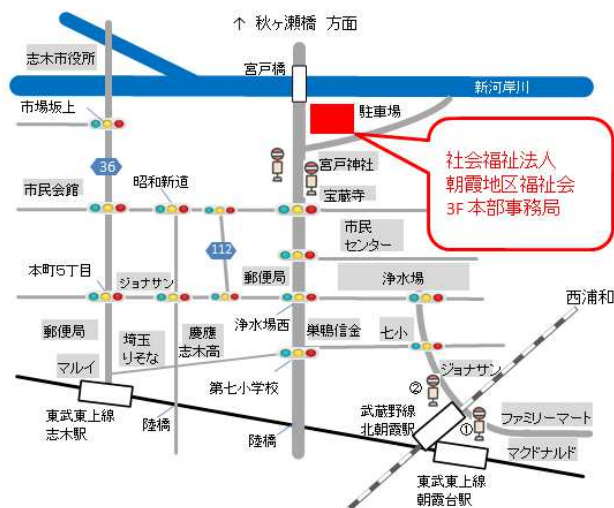 ↑ 秋ヶ瀬橋 方面
志木市役所
宮戸橋
新河岸川
市場坂上
駐車場
36
社会福祉法人
朝霞地区福祉会
3F 本部事務局
宮戸神社
昭和新道
市民会館
宝蔵寺
市民
センター
112
本町5丁目
ジョナサン
郵便局
浄水場
西浦和
浄水場西
郵便局
埼玉
りそな
慶應
志木高
巣鴨信金
七小
マルイ
ジョナサン
第七小学校
②
武蔵野線
北朝霞駅
①
ファミリーマート
東武東上線
志木駅
陸橋
陸橋
マクドナルド
東武東上線
朝霞台駅